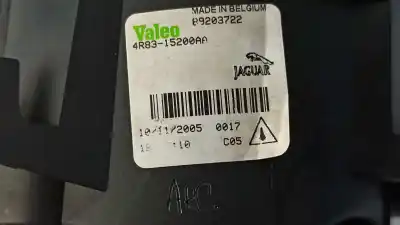 MADE IN BELGIUM
Valeo
89203722
4R83-15200AA
JAGUAR
10/11/2005 0017
C05